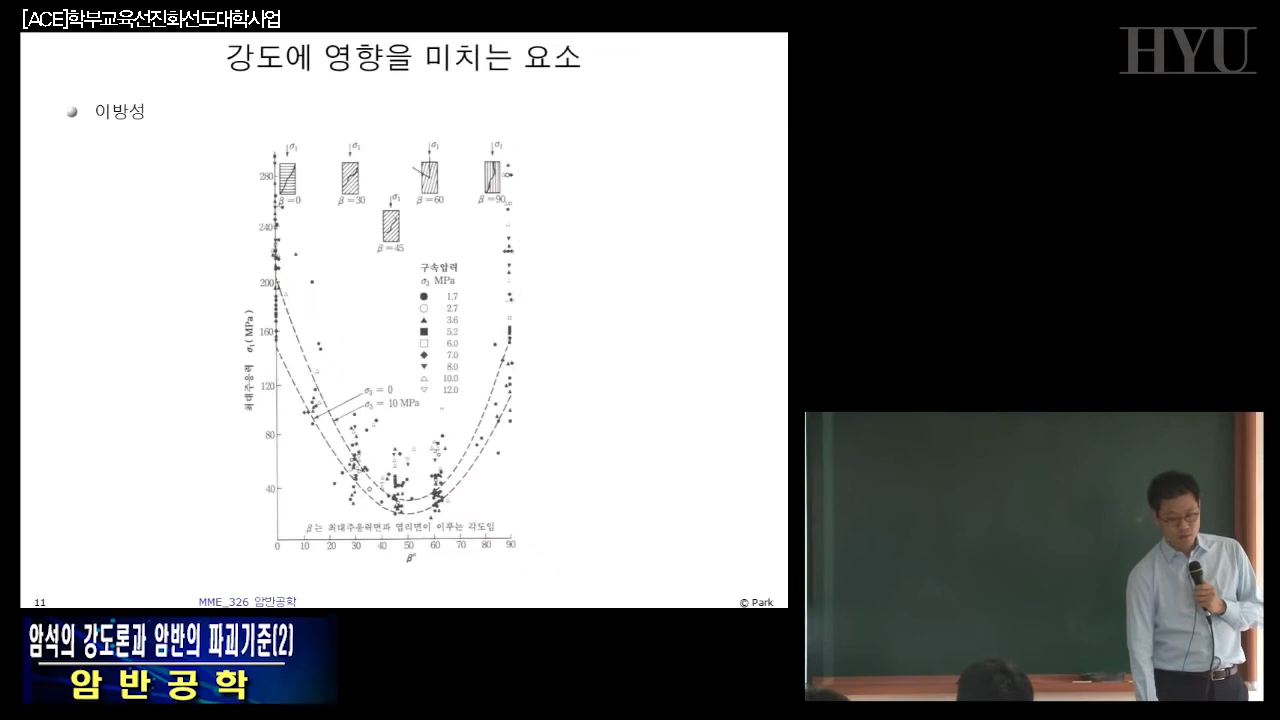 [ACE]학부교육선진화선도대학사업
HYU
강도에 영향을 미치는 요소
이방성
σ₁ σ₁ σ₁ σ₁
β=0 β=30 β=60 β=90
σ₁
β=45
구속압력
σ₃ MPa
1.7
2.7
3.6
5.2
6.0
7.0
8.0
10.0
12.0
280
240
200
160
120
80
40
최대주응력 σ₁(MPa)
σ₃ = 0
σ₃ = 10 MPa
β는 최대주응력면과 엽리면이 이루는 각도임
0 10 20 30 40 50 60 70 80 90
β°
11
MME_326 암반공학
© Park
암석의 강도론과 암반의 파괴기준(2)
암반공학